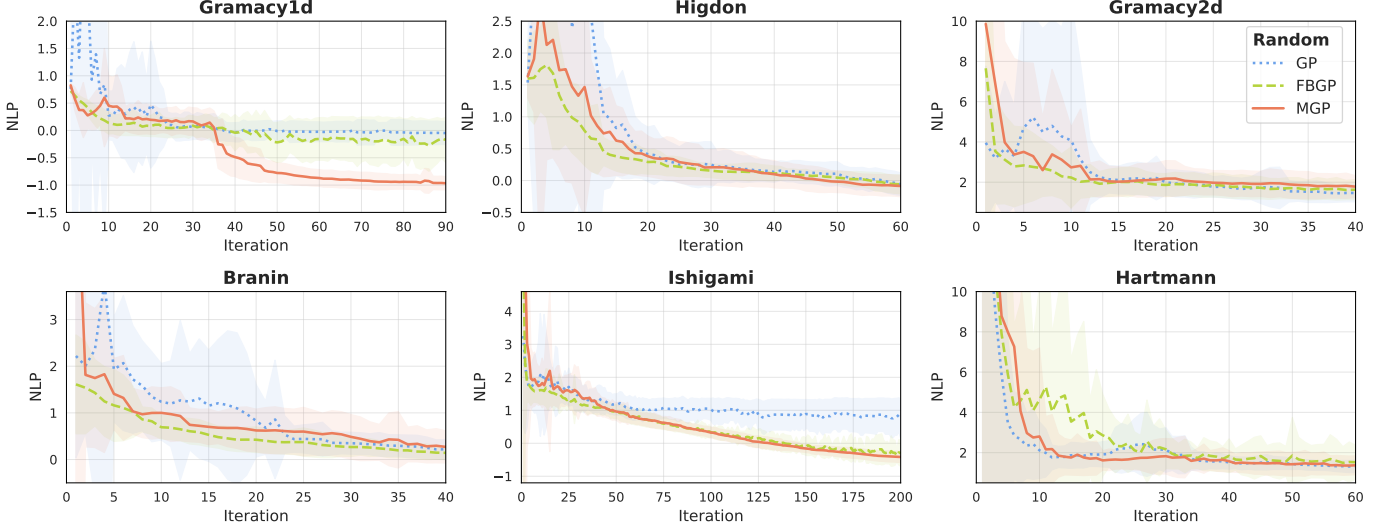 Gramacy1d
2.0
1.5
1.0
0.5
0.0
−0.5
−1.0
−1.5
NLP
0 10 20 30 40 50 60 70 80 90
Iteration
Higdon
2.5
2.0
1.5
1.0
0.5
0.0
−0.5
NLP
0 10 20 30 40 50 60
Iteration
Gramacy2d
10
8
6
4
2
NLP
0 5 10 15 20 25 30 35 40
Iteration
Random
GP
FBGP
MGP
Branin
3
2
1
0
NLP
0 5 10 15 20 25 30 35 40
Iteration
Ishigami
4
3
2
1
0
−1
NLP
0 25 50 75 100 125 150 175 200
Iteration
Hartmann
10
8
6
4
2
NLP
0 10 20 30 40 50 60
Iteration